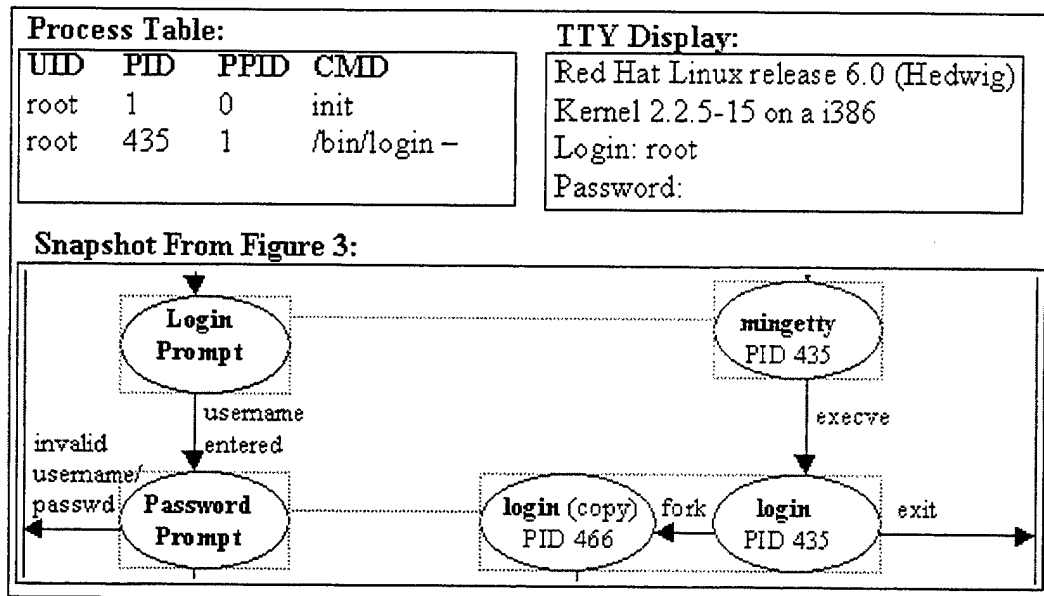 Process Table:
UID PID PPID CMD
root 1 0 init
root 435 1 /bin/login –
TTY Display:
Red Hat Linux release 6.0 (Hedwig)
Kernel 2.2.5-15 on a i386
Login: root
Password:
Snapshot From Figure 3:
Login
Prompt
mingetty
PID 435
username
entered
execve
invalid
username/
passwd
Password
Prompt
login (copy)
PID 466
fork
login
PID 435
exit